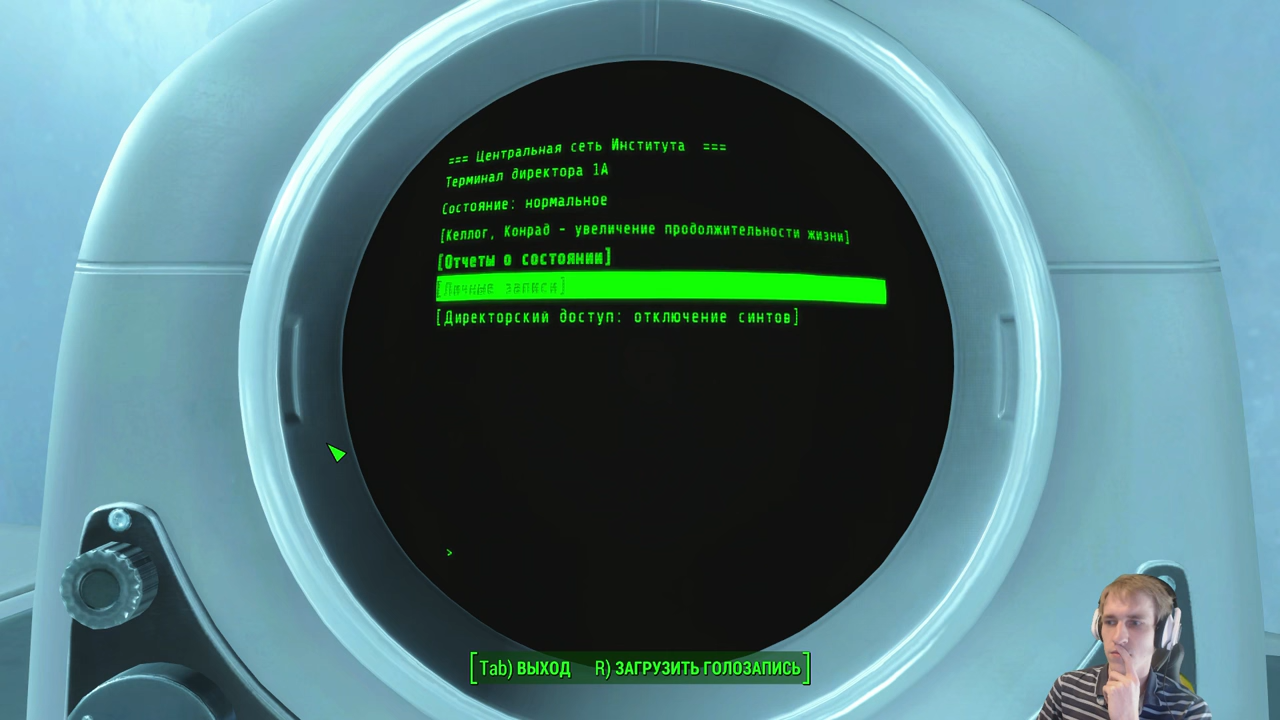 === Центральная сеть Института ===
Терминал директора 1А
Состояние: нормальное
[Келлог, Конрад - увеличение продолжительности жизни]
[Отчеты о состоянии]
[Личные записи]
[Директорский доступ: отключение синтов]
>
[Tab) ВЫХОД R) ЗАГРУЗИТЬ ГОЛОЗАПИСЬ]